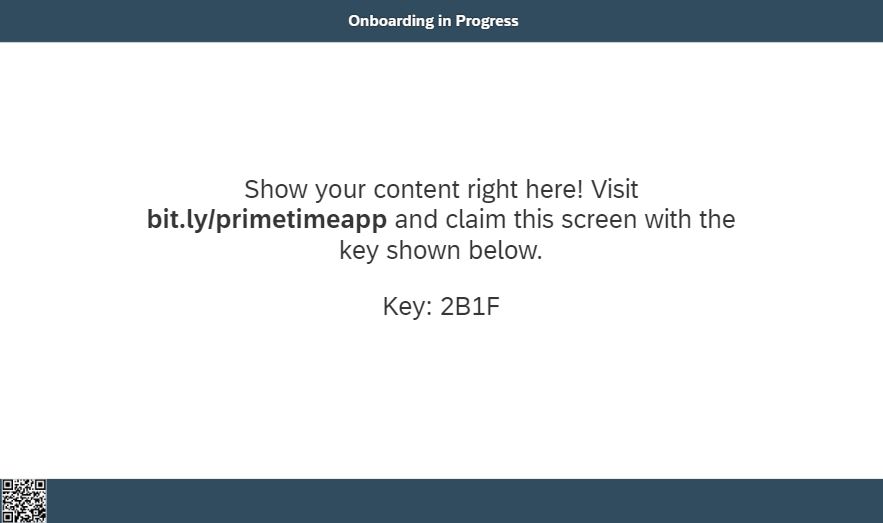 Onboarding in Progress
Show your content right here! Visit
bit.ly/primetimeapp and claim this screen with the
key shown below.
Key: 2B1F